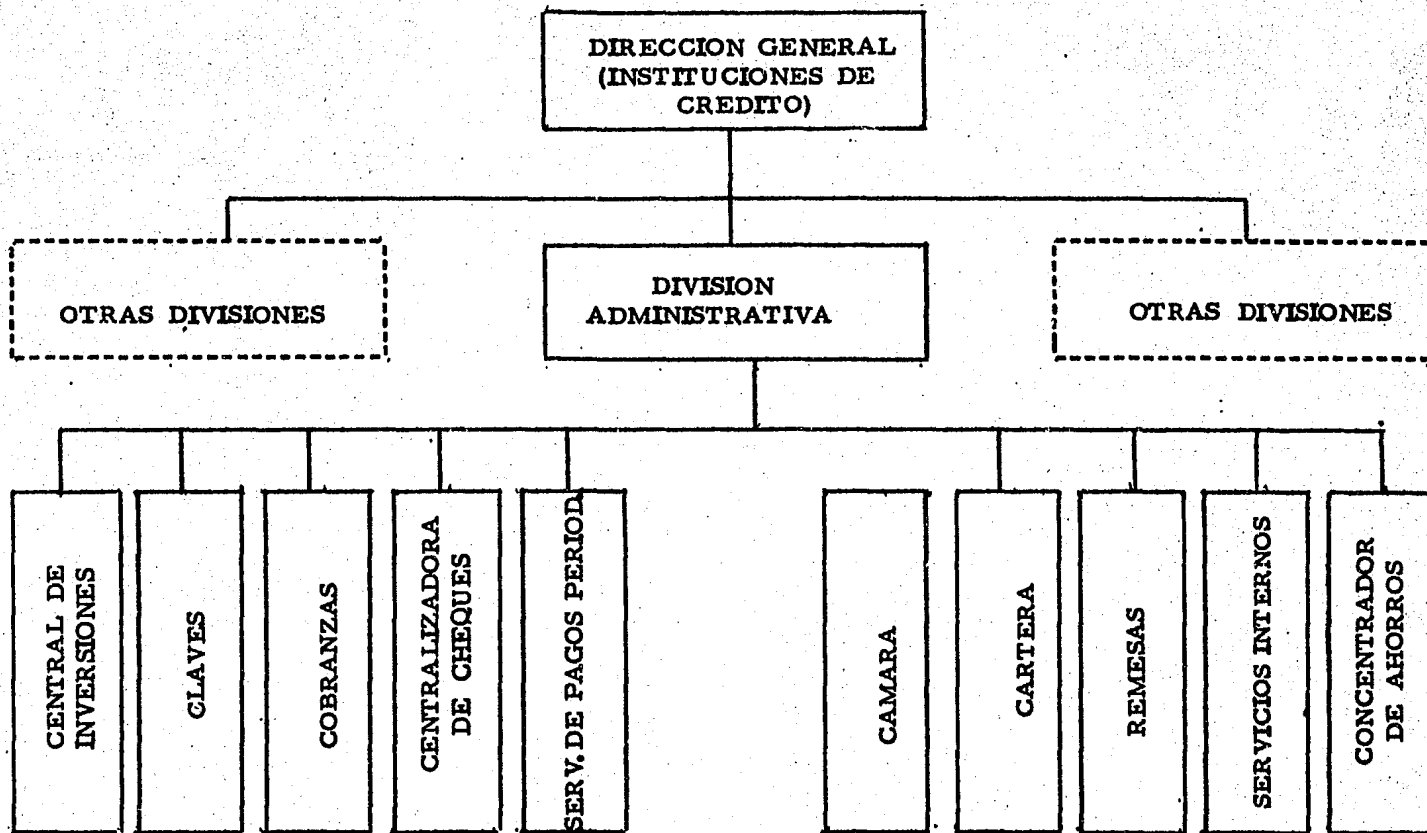 DIRECCION GENERAL
(INSTITUCIONES DE
CREDITO)
OTRAS DIVISIONES
DIVISION
ADMINISTRATIVA
OTRAS DIVISIONES
CENTRAL DE
INVERSIONES
CLAVES
COBRANZAS
CENTRALIZADORA
DE CHEQUES
SERV. DE PAGOS PERIOD
CAMARA
CARTERA
REMESAS
SERVICIOS INTERNOS
CONCENTRADOR
DE AHORROS